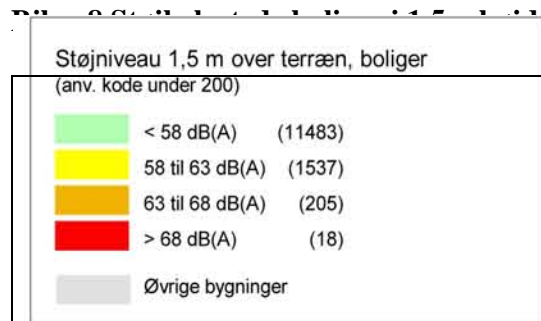 Støjniveau 1,5 m over terræn, boliger
(anv. kode under 200)
< 58 dB(A) (11483)
58 til 63 dB(A) (1537)
63 til 68 dB(A) (205)
> 68 dB(A) (18)
Øvrige bygninger